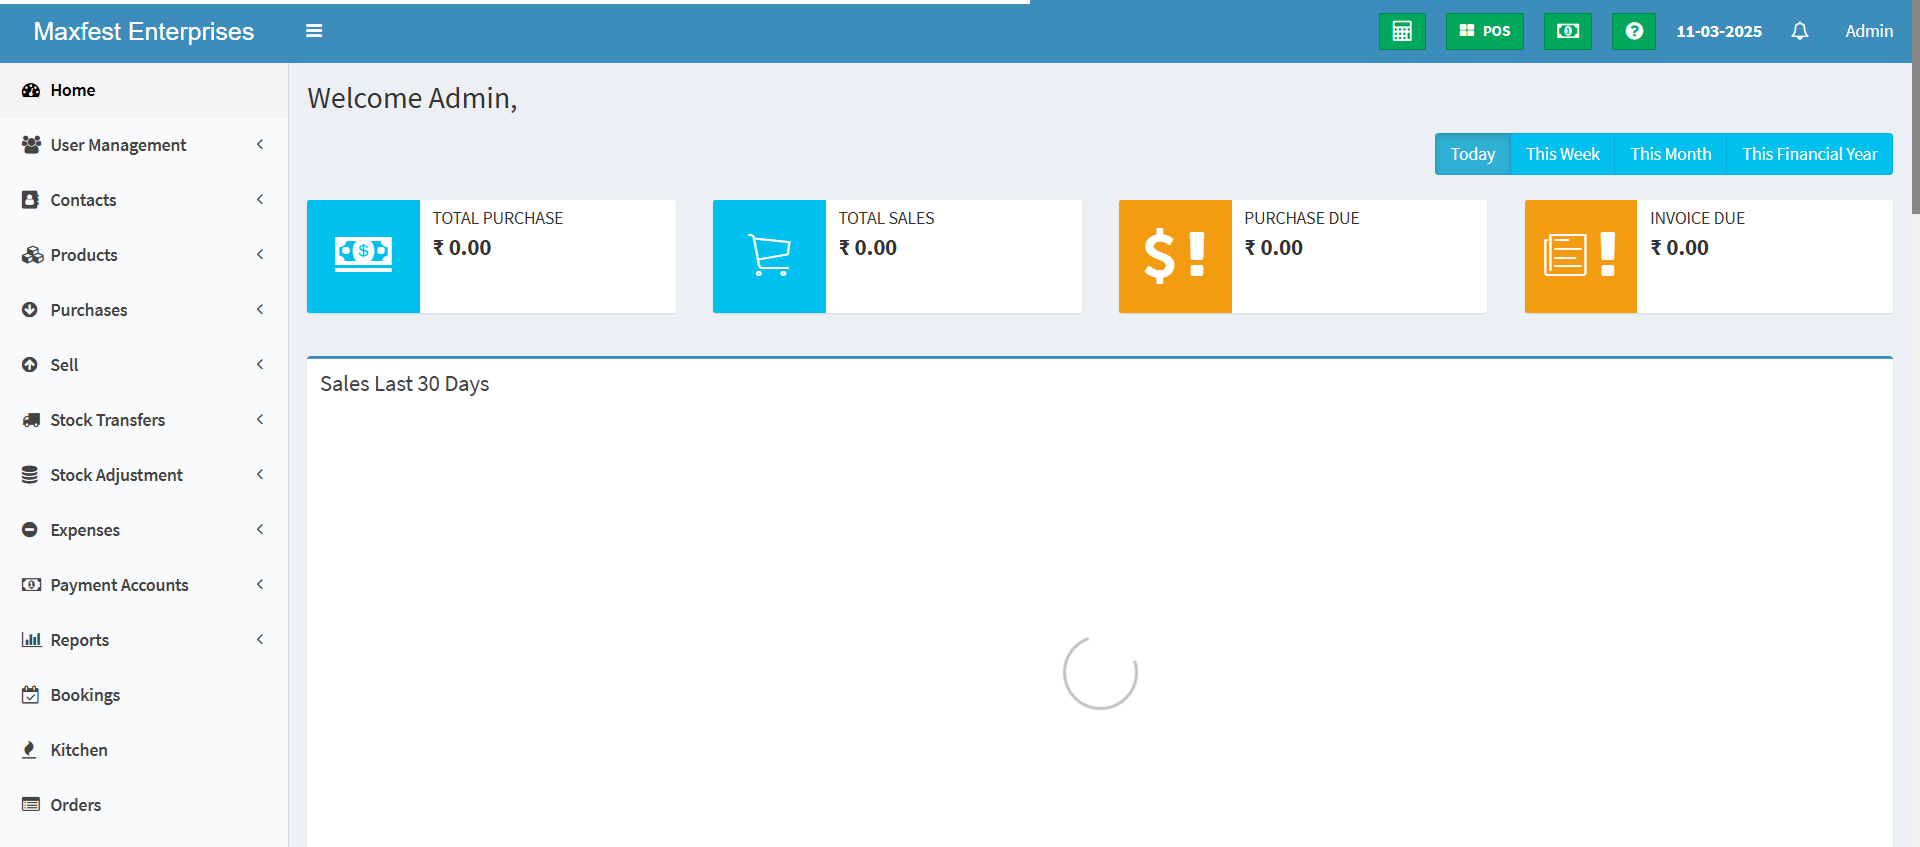 Maxfest Enterprises
POS
11-03-2025
Admin
Home
User Management
Contacts
Products
Purchases
Sell
Stock Transfers
Stock Adjustment
Expenses
Payment Accounts
Reports
Bookings
Kitchen
Orders
Welcome Admin,
Today This Week This Month This Financial Year
TOTAL PURCHASE
₹ 0.00
TOTAL SALES
₹ 0.00
PURCHASE DUE
₹ 0.00
INVOICE DUE
₹ 0.00
Sales Last 30 Days